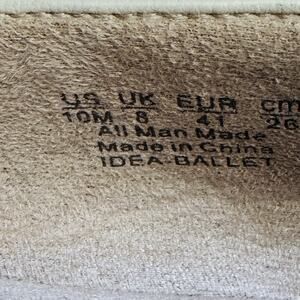 US UK EUR cm
10M 8 41 26
All Man Made
Made in China
IDEA-BALLET